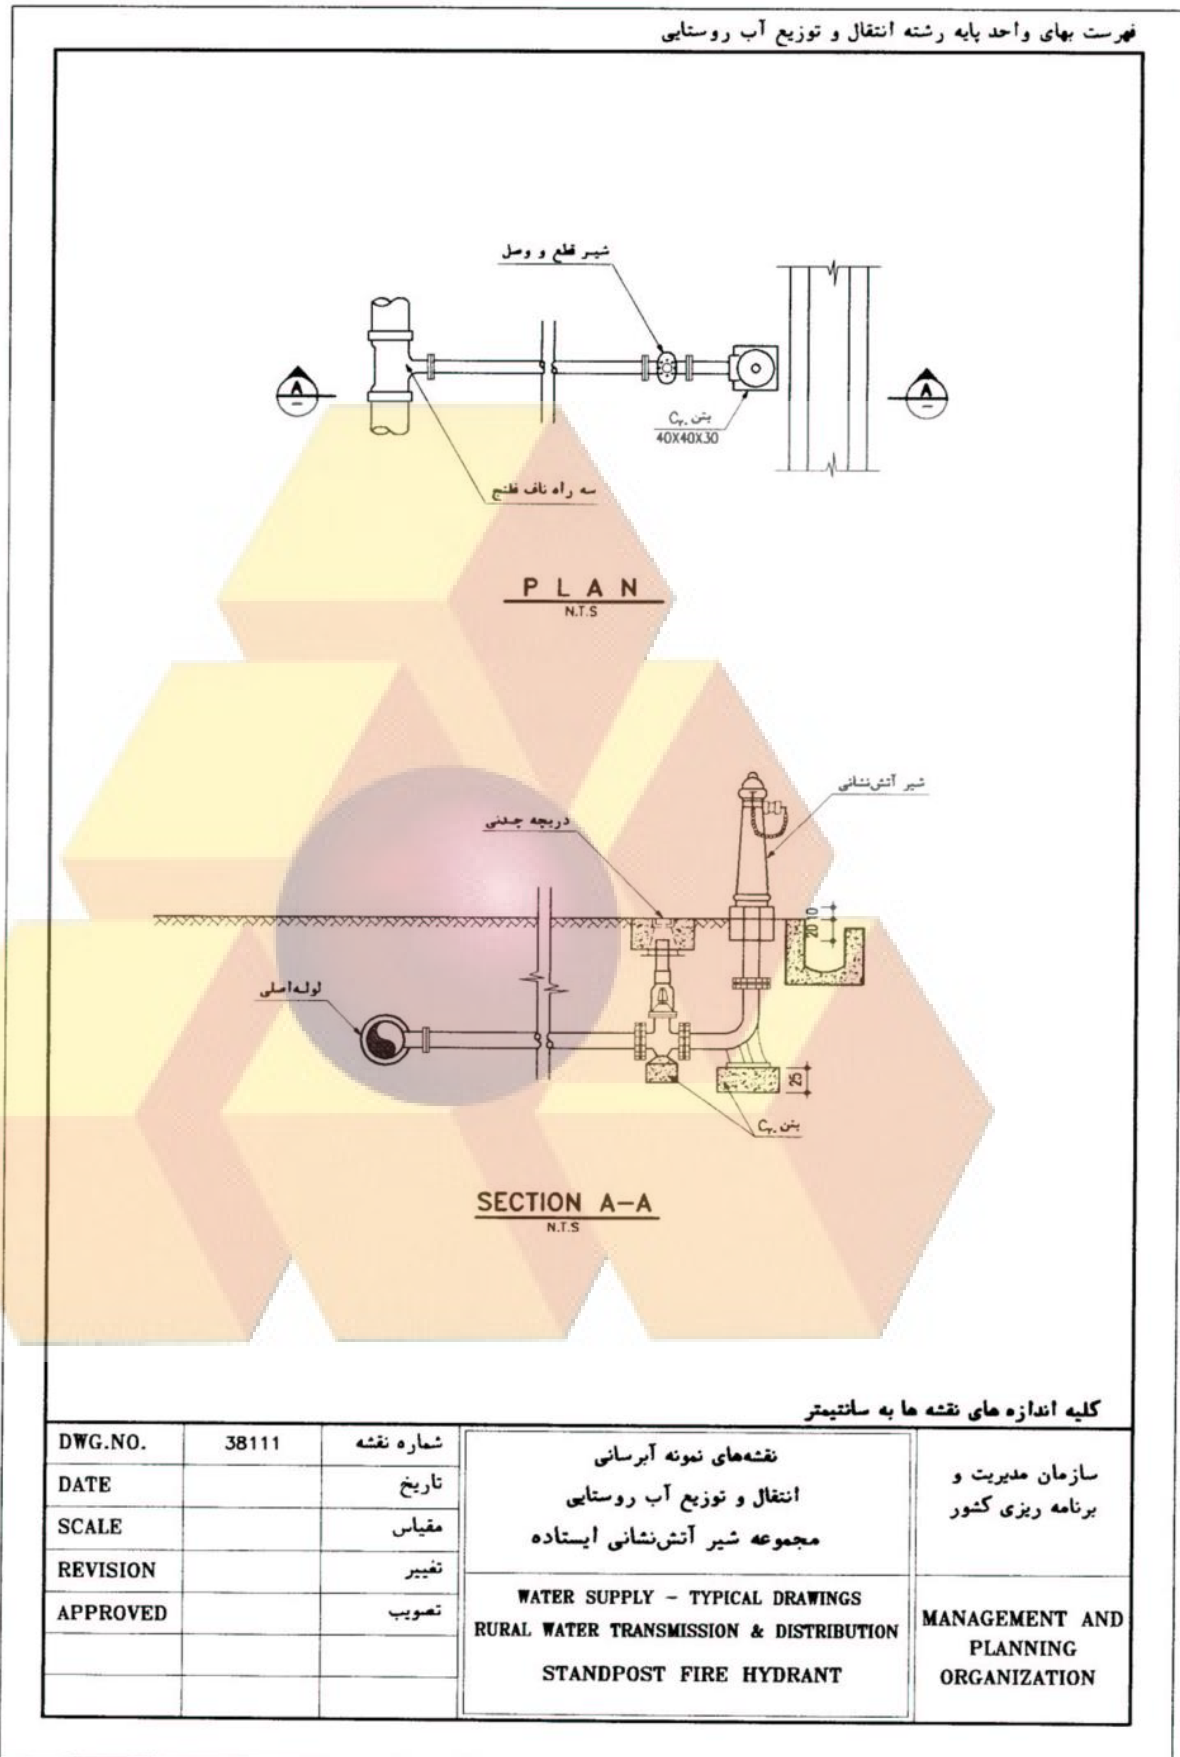 فهرست بهای واحد پایه رشته انتقال و توزیع آب روستایی
شیر قطع و وصل
A
–
A
–
بتن C۲۰
40X40X30
سه راه ناف فلنج
PLAN
N.T.S
شیر آتش‌نشانی
دریچه چدنی
10
20
لوله‌اصلی
25
بتن C۲۰
SECTION A–A
N.T.S
کلیه اندازه های نقشه ها به سانتیمتر
DWG.NO. 38111 شماره نقشه
DATE تاریخ
SCALE مقیاس
REVISION تغییر
APPROVED تصویب
نقشه‌های نمونه آبرسانی
انتقال و توزیع آب روستایی
مجموعه شیر آتش‌نشانی ایستاده
WATER SUPPLY – TYPICAL DRAWINGS
RURAL WATER TRANSMISSION & DISTRIBUTION
STANDPOST FIRE HYDRANT
سازمان مدیریت و
برنامه ریزی کشور
MANAGEMENT AND
PLANNING
ORGANIZATION